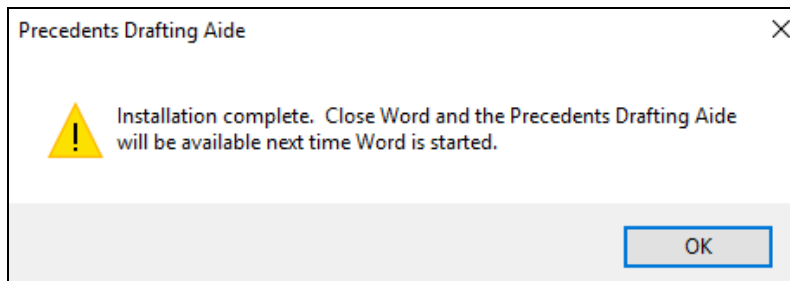 Precedents Drafting Aide
Installation complete.  Close Word and the Precedents Drafting Aide
will be available next time Word is started.
OK